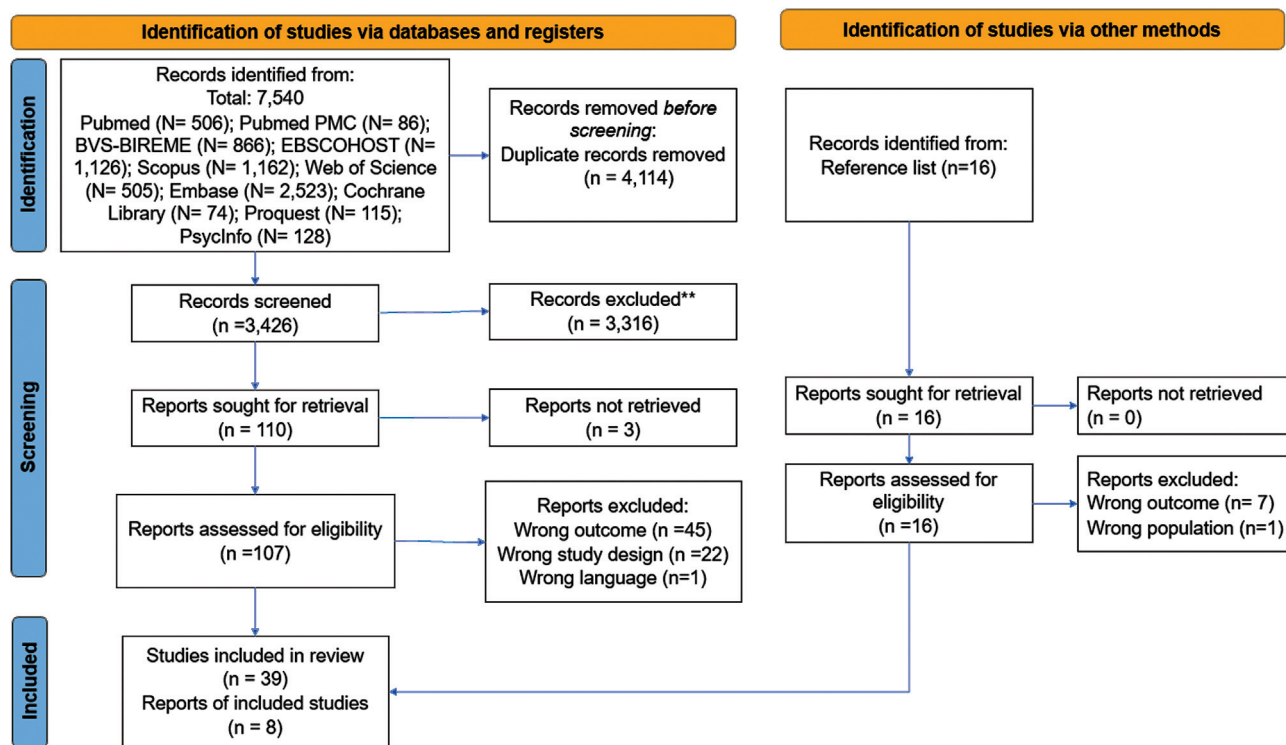 Identification of studies via databases and registers
Identification of studies via other methods
Identification
Records identified from:
Total: 7,540
Pubmed (N= 506); Pubmed PMC (N= 86);
BVS-BIREME (N= 866); EBSCOHOST (N=
1,126); Scopus (N= 1,162); Web of Science
(N= 505); Embase (N= 2,523); Cochrane
Library (N= 74); Proquest (N= 115);
PsycInfo (N= 128)
Records removed before
screening:
Duplicate records removed
(n = 4,114)
Records identified from:
Reference list (n=16)
Screening
Records screened
(n =3,426)
Records excluded**
(n = 3,316)
Reports sought for retrieval
(n = 110)
Reports not retrieved
(n = 3)
Reports sought for retrieval
(n = 16)
Reports not retrieved
(n = 0)
Reports assessed for eligibility
(n =107)
Reports excluded:
Wrong outcome (n =45)
Wrong study design (n =22)
Wrong language (n=1)
Reports assessed for
eligibility
(n =16)
Reports excluded:
Wrong outcome (n= 7)
Wrong population (n=1)
Included
Studies included in review
(n = 39)
Reports of included studies
(n = 8)